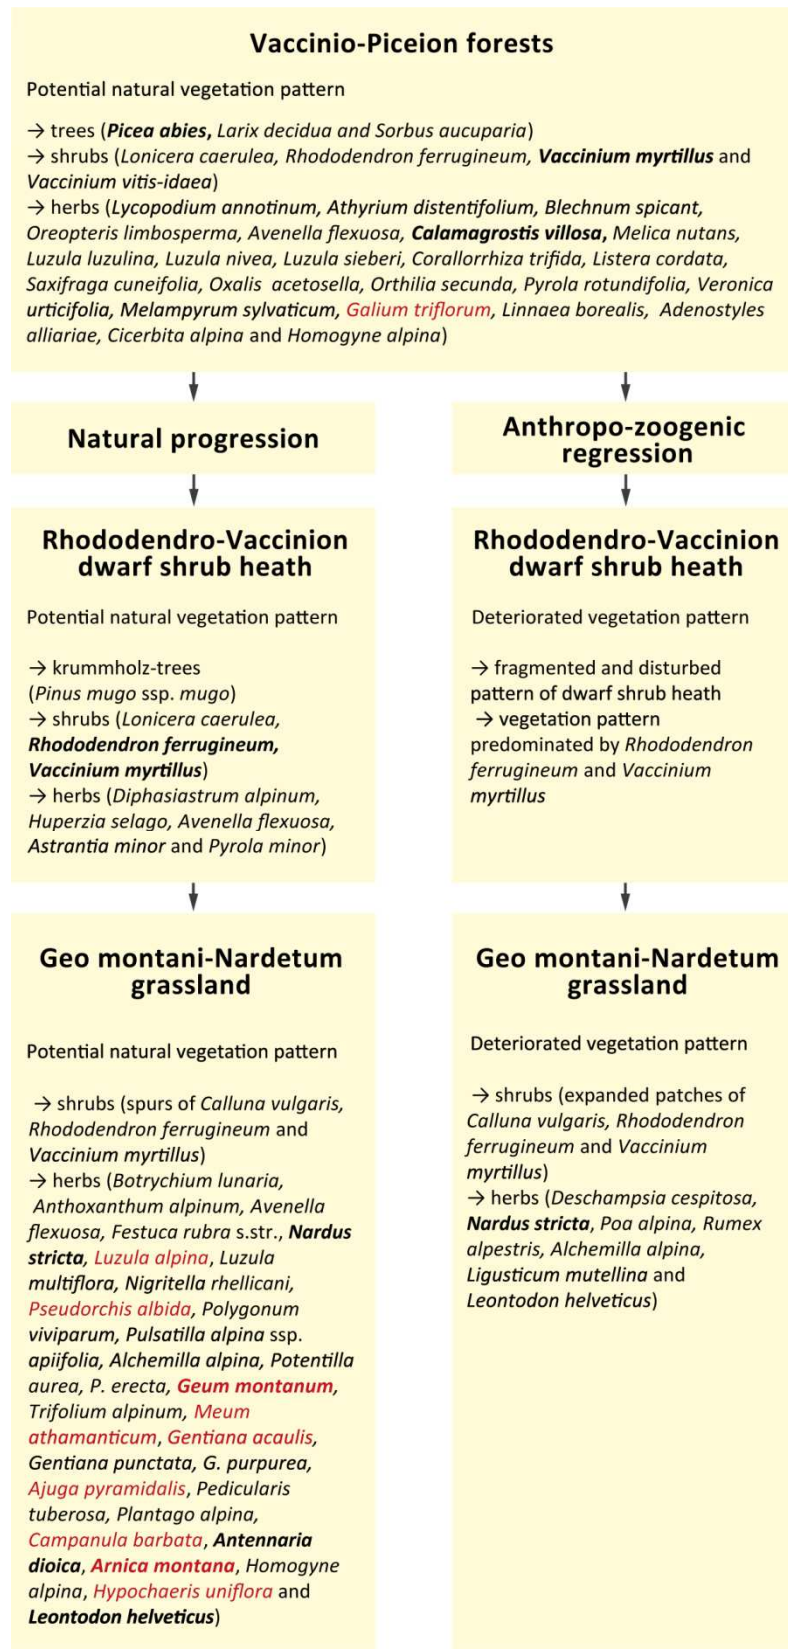 Vaccinio-Piceion forests
Potential natural vegetation pattern
→ trees (Picea abies, Larix decidua and Sorbus aucuparia)
→ shrubs (Lonicera caerulea, Rhododendron ferrugineum, Vaccinium myrtillus and
Vaccinium vitis-idaea)
→ herbs (Lycopodium annotinum, Athyrium distentifolium, Blechnum spicant,
Oreopteris limbosperma, Avenella flexuosa, Calamagrostis villosa, Melica nutans,
Luzula luzulina, Luzula nivea, Luzula sieberi, Corallorrhiza trifida, Listera cordata,
Saxifraga cuneifolia, Oxalis acetosella, Orthilia secunda, Pyrola rotundifolia, Veronica
urticifolia, Melampyrum sylvaticum, Galium triflorum, Linnaea borealis, Adenostyles
alliariae, Cicerbita alpina and Homogyne alpina)
Natural progression
Rhododendro-Vaccinion
dwarf shrub heath
Potential natural vegetation pattern
→ krummholz-trees
(Pinus mugo ssp. mugo)
→ shrubs (Lonicera caerulea,
Rhododendron ferrugineum,
Vaccinium myrtillus)
→ herbs (Diphasiastrum alpinum,
Huperzia selago, Avenella flexuosa,
Astrantia minor and Pyrola minor)
Geo montani-Nardetum
grassland
Potential natural vegetation pattern
→ shrubs (spurs of Calluna vulgaris,
Rhododendron ferrugineum and
Vaccinium myrtillus)
→ herbs (Botrychium lunaria,
Anthoxanthum alpinum, Avenella
flexuosa, Festuca rubra s.str., Nardus
stricta, Luzula alpina, Luzula
multiflora, Nigritella rhellicani,
Pseudorchis albida, Polygonum
viviparum, Pulsatilla alpina ssp.
apiifolia, Alchemilla alpina, Potentilla
aurea, P. erecta, Geum montanum,
Trifolium alpinum, Meum
athamanticum, Gentiana acaulis,
Gentiana punctata, G. purpurea,
Ajuga pyramidalis, Pedicularis
tuberosa, Plantago alpina,
Campanula barbata, Antennaria
dioica, Arnica montana, Homogyne
alpina, Hypochaeris uniflora and
Leontodon helveticus)
Anthropo-zoogenic
regression
Rhododendro-Vaccinion
dwarf shrub heath
Deteriorated vegetation pattern
→ fragmented and disturbed
pattern of dwarf shrub heath
→ vegetation pattern
predominated by Rhododendron
ferrugineum and Vaccinium
myrtillus
Geo montani-Nardetum
grassland
Deteriorated vegetation pattern
→ shrubs (expanded patches of
Calluna vulgaris, Rhododendron
ferrugineum and Vaccinium
myrtillus)
→ herbs (Deschampsia cespitosa,
Nardus stricta, Poa alpina, Rumex
alpestris, Alchemilla alpina,
Ligusticum mutellina and
Leontodon helveticus)